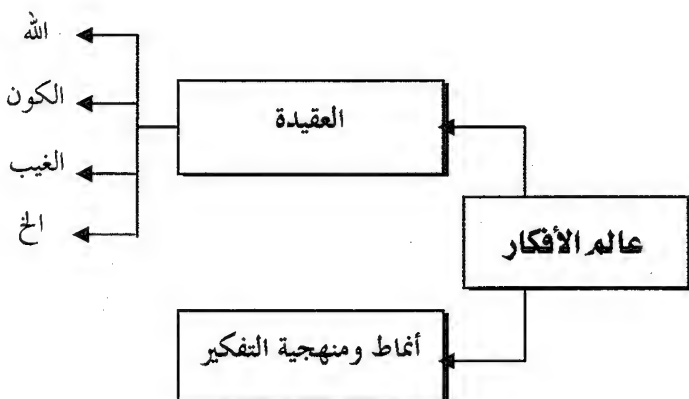 عالم الأفكار
العقيدة
الله
الكون
الغيب
الخ
أنماط ومنهجية التفكير